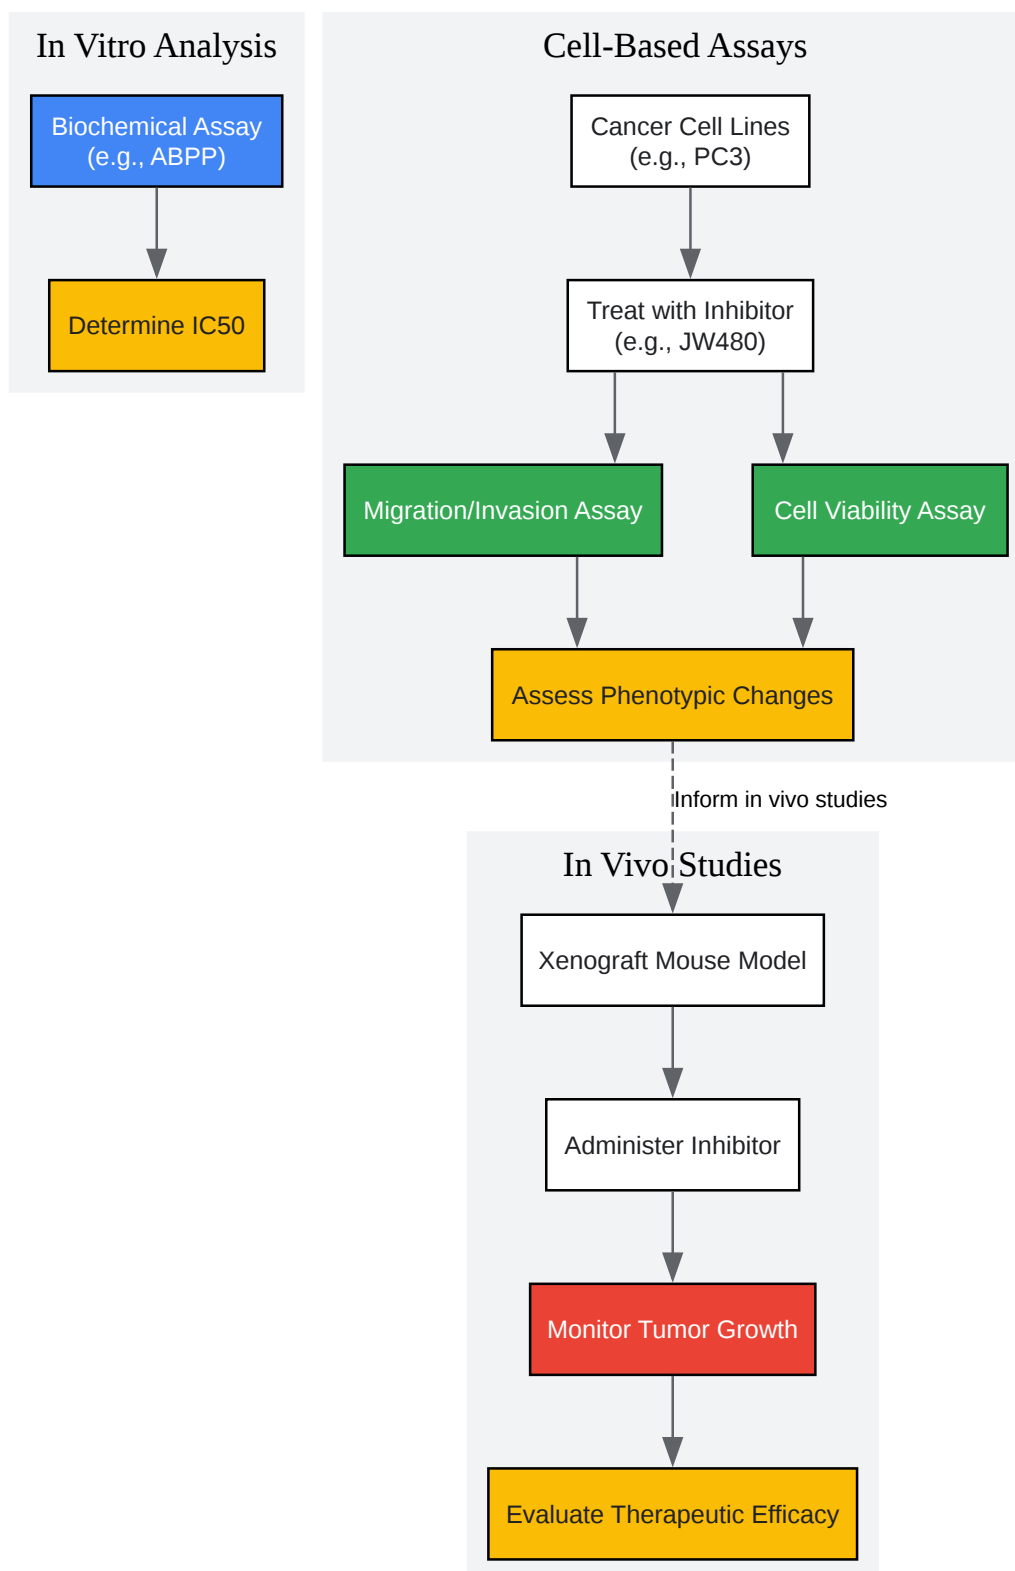 In Vitro Analysis
Biochemical Assay
(e.g., ABPP)
Determine IC50
Cell-Based Assays
Cancer Cell Lines
(e.g., PC3)
Treat with Inhibitor
(e.g., JW480)
Migration/Invasion Assay
Cell Viability Assay
Assess Phenotypic Changes
Inform in vivo studies
In Vivo Studies
Xenograft Mouse Model
Administer Inhibitor
Monitor Tumor Growth
Evaluate Therapeutic Efficacy